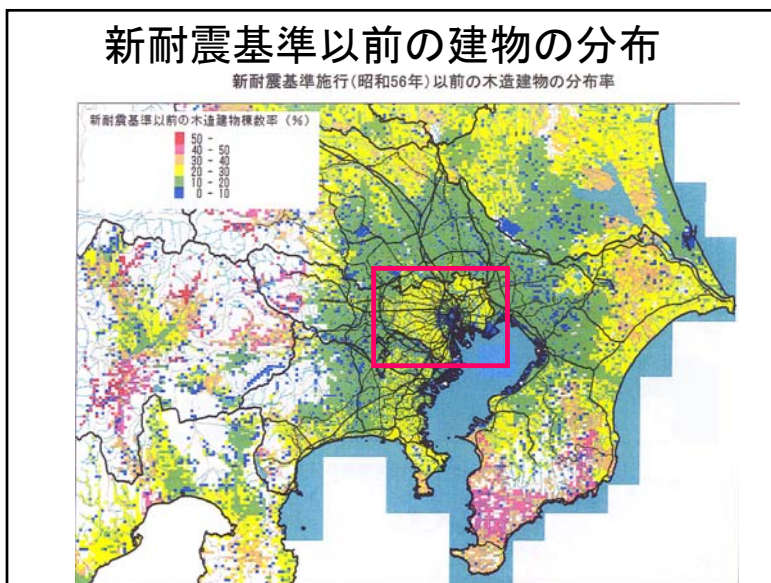 新耐震基準以前の建物の分布
新耐震基準施行(昭和56年)以前の木造建物の分布率
新耐震基準以前の木造建物棟数率(%)
50 -
40 - 50
30 - 40
20 - 30
10 - 20
0 - 10